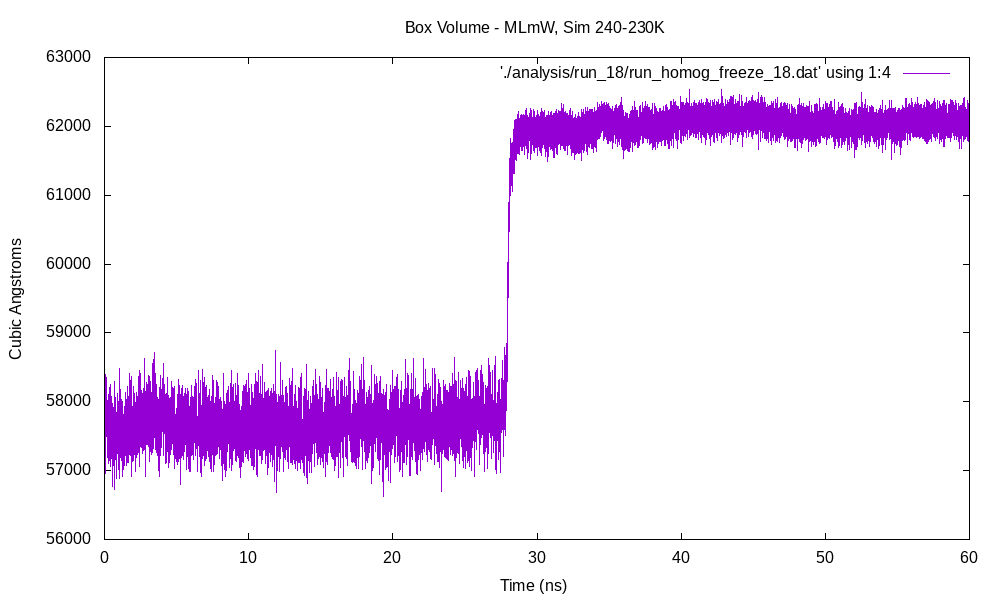 Box Volume - MLmW, Sim 240-230K
63000
'./analysis/run_18/run_homog_freeze_18.dat' using 1:4
62000
61000
60000
59000
58000
57000
56000
Cubic Angstroms
0 10 20 30 40 50 60
Time (ns)